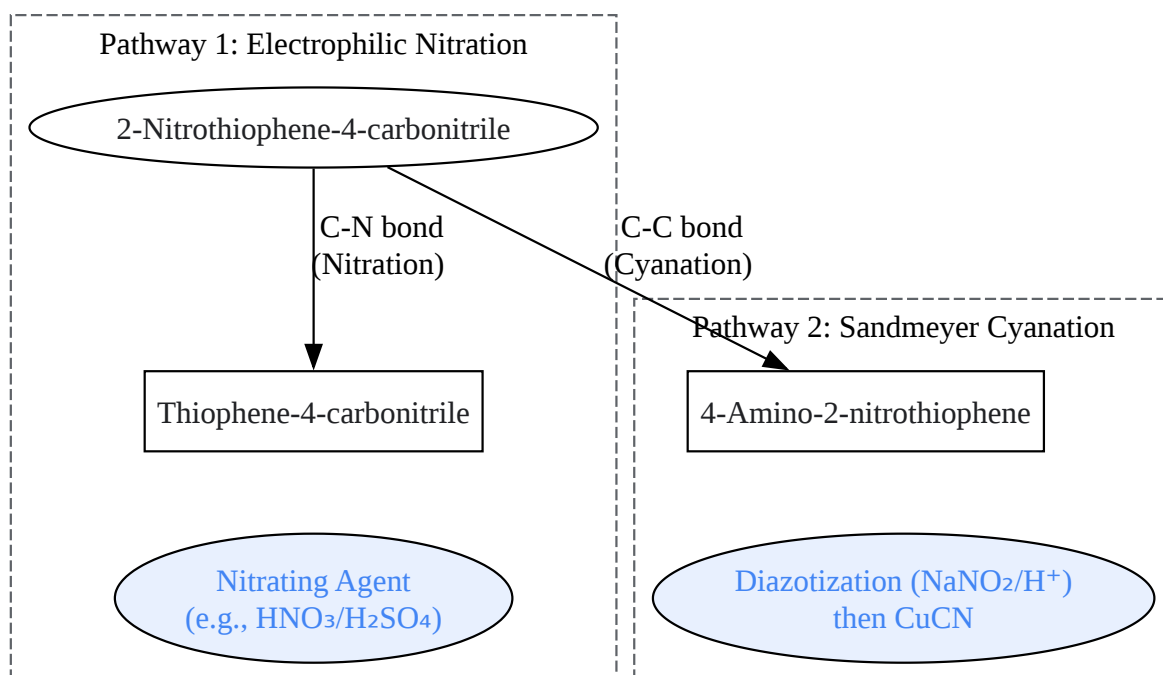 Pathway 1: Electrophilic Nitration
2-Nitrothiophene-4-carbonitrile
C-N bond
(Nitration)
C-C bond
(Cyanation)
Pathway 2: Sandmeyer Cyanation
Thiophene-4-carbonitrile
4-Amino-2-nitrothiophene
Nitrating Agent
(e.g., HNO₃/H₂SO₄)
Diazotization (NaNO₂/H⁺)
then CuCN